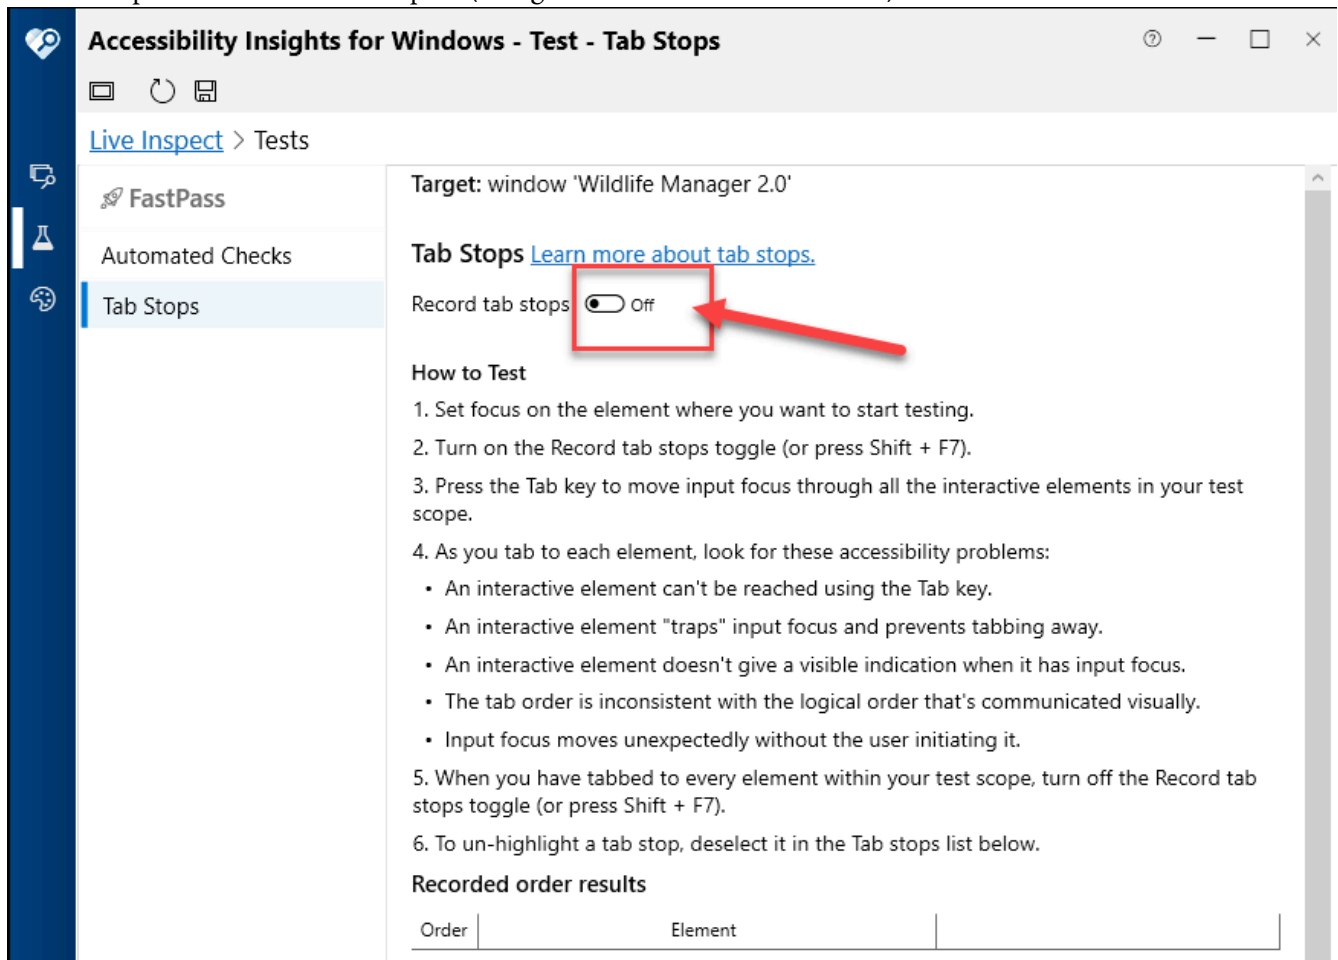 Accessibility Insights for Windows - Test - Tab Stops
Live Inspect > Tests
FastPass
Automated Checks
Tab Stops
Target: window 'Wildlife Manager 2.0'
Tab Stops Learn more about tab stops.
Record tab stops Off
How to Test
1. Set focus on the element where you want to start testing.
2. Turn on the Record tab stops toggle (or press Shift + F7).
3. Press the Tab key to move input focus through all the interactive elements in your test
scope.
4. As you tab to each element, look for these accessibility problems:
• An interactive element can't be reached using the Tab key.
• An interactive element "traps" input focus and prevents tabbing away.
• An interactive element doesn't give a visible indication when it has input focus.
• The tab order is inconsistent with the logical order that's communicated visually.
• Input focus moves unexpectedly without the user initiating it.
5. When you have tabbed to every element within your test scope, turn off the Record tab
stops toggle (or press Shift + F7).
6. To un-highlight a tab stop, deselect it in the Tab stops list below.
Recorded order results
Order Element